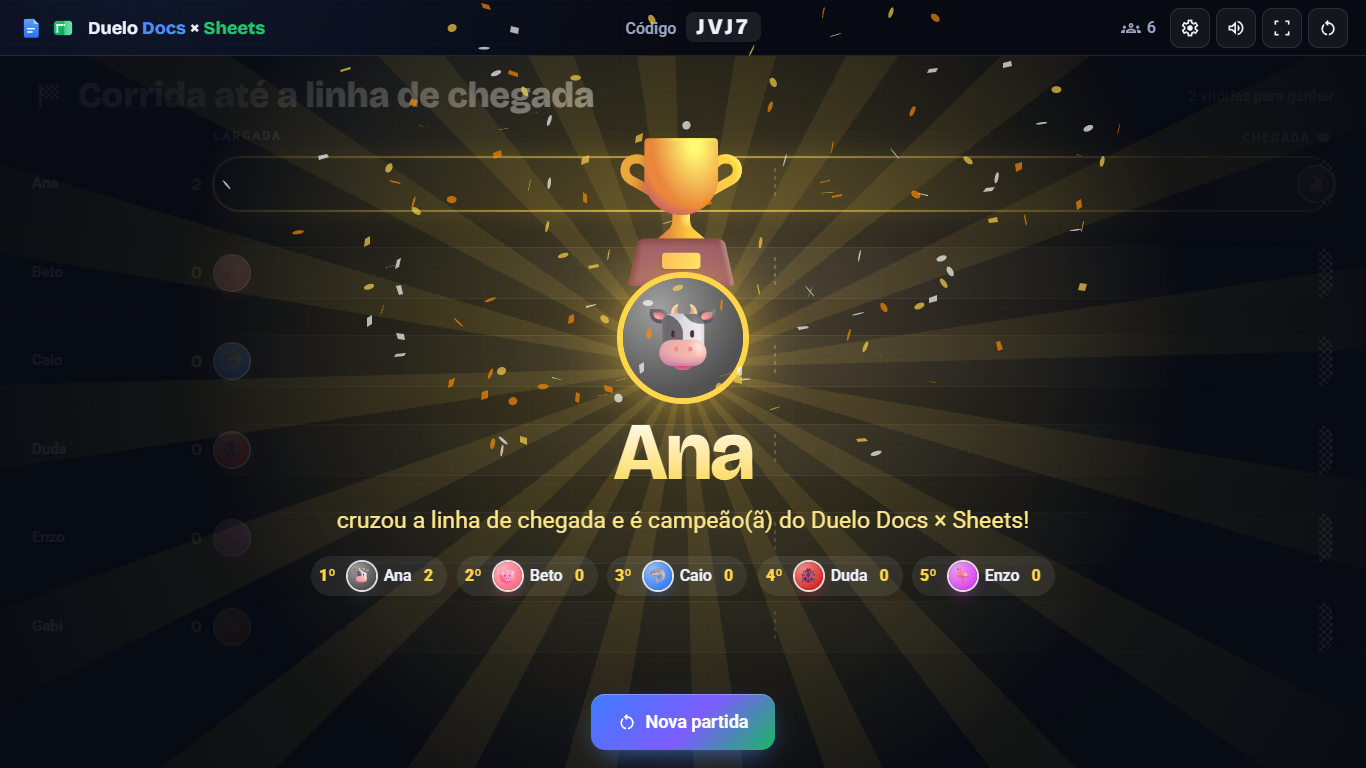 Duelo Docs × Sheets
Código JVJ7
6
Corrida até a linha de chegada
2 vitórias para ganhar
LARGADA
CHEGADA
Ana 2
Beto 0
Caio 0
Duda 0
Enzo 0
Gabi 0
Ana
cruzou a linha de chegada e é campeão(ã) do Duelo Docs × Sheets!
1º Ana 2 2º Beto 0 3º Caio 0 4º Duda 0 5º Enzo 0
Nova partida